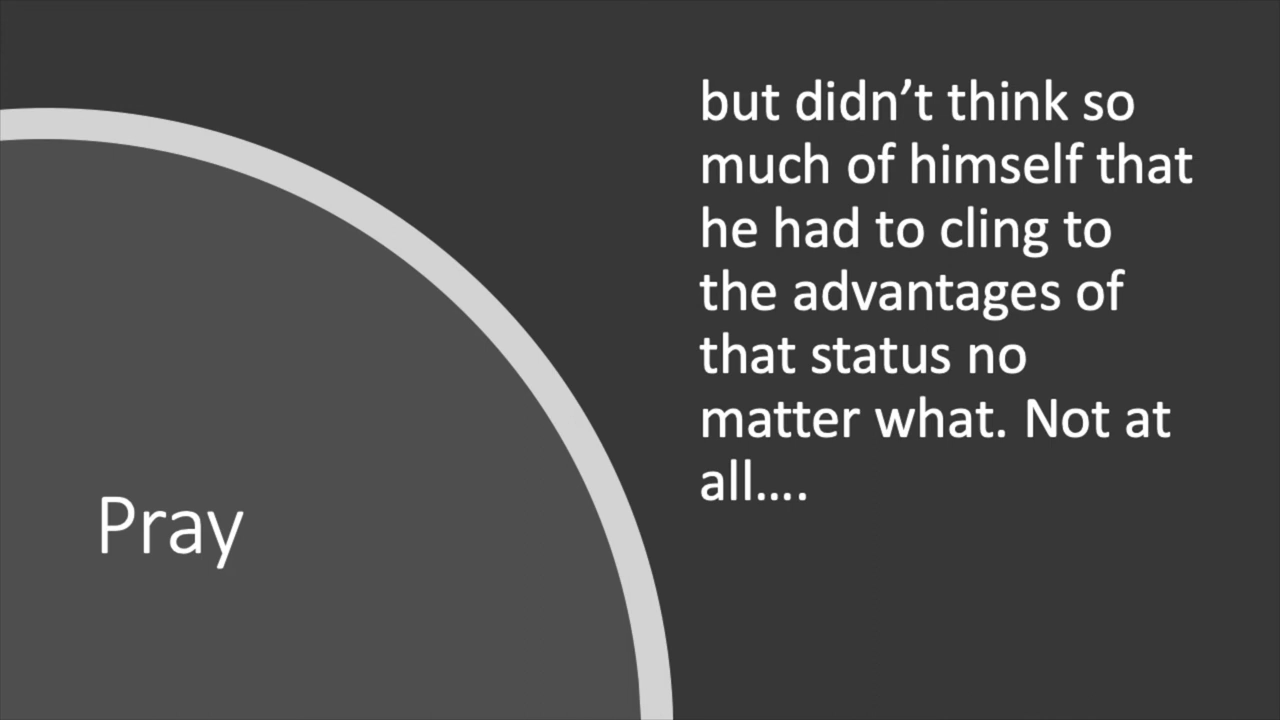 Pray
but didn’t think so
much of himself that
he had to cling to
the advantages of
that status no
matter what. Not at
all….